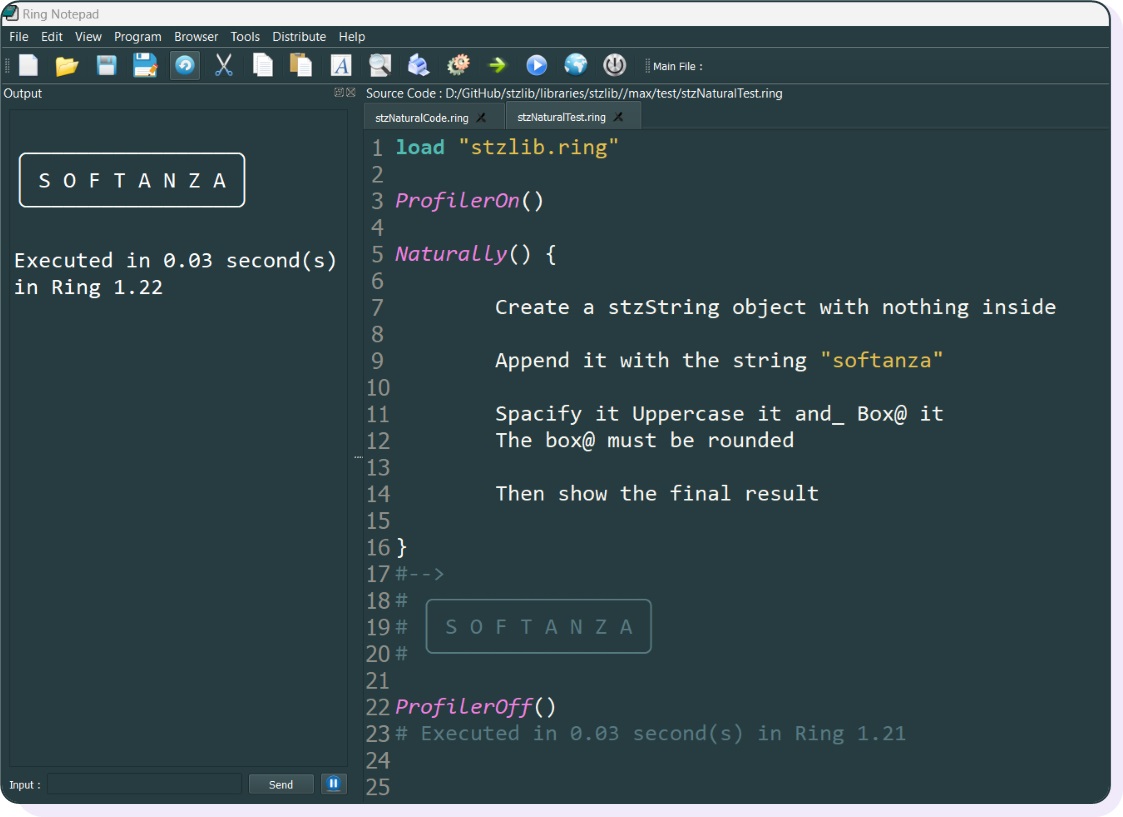 Ring Notepad
File Edit View Program Browser Tools Distribute Help
Main File :
Output
S O F T A N Z A
Executed in 0.03 second(s)
in Ring 1.22
Input :
Send
Source Code : D:/GitHub/stzlib/libraries/stzlib//max/test/stzNaturalTest.ring
stzNaturalCode.ring stzNaturalTest.ring
1 load "stzlib.ring"
2
3 ProfilerOn()
4
5 Naturally() {
6
7 Create a stzString object with nothing inside
8
9 Append it with the string "softanza"
10
11 Spacify it Uppercase it and_ Box@ it
12 The box@ must be rounded
13
14 Then show the final result
15
16 }
17 #-->
18 #
19 # S O F T A N Z A
20 #
21
22 ProfilerOff()
23 # Executed in 0.03 second(s) in Ring 1.21
24
25